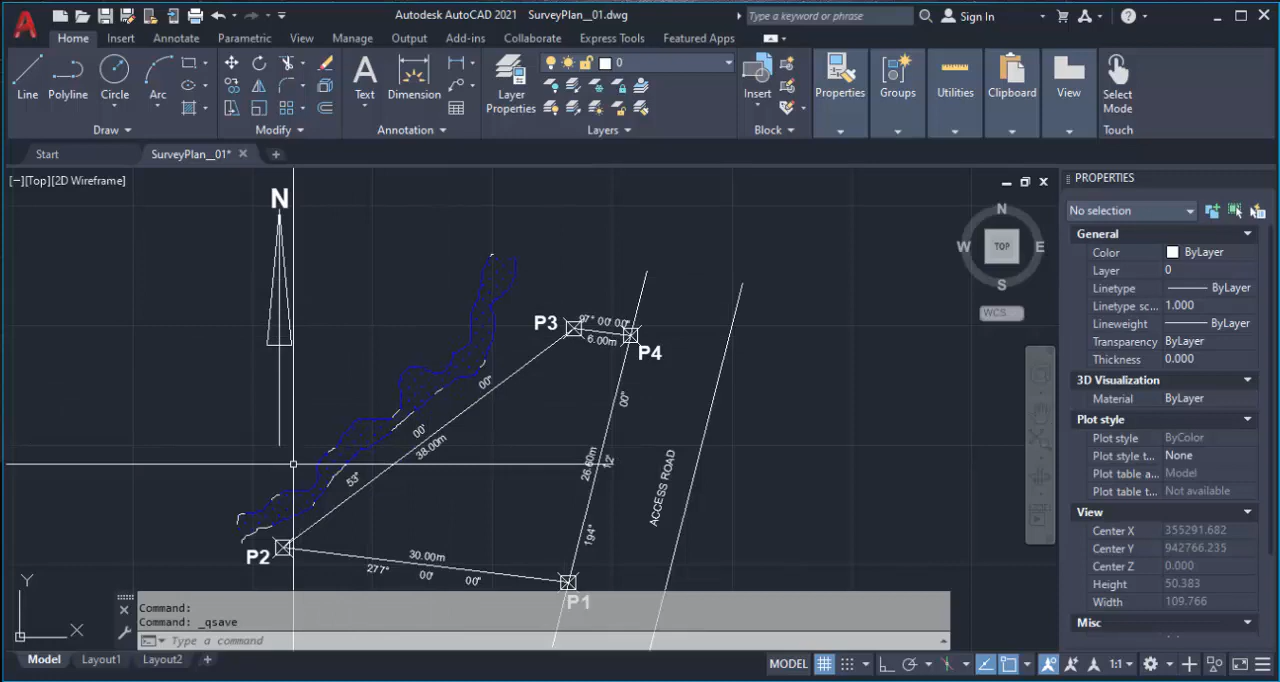 Autodesk AutoCAD 2021 SurveyPlan__01.dwg
Type a keyword or phrase
Sign In
Home Insert Annotate Parametric View Manage Output Add-ins Collaborate Express Tools Featured Apps
Line Polyline Circle Arc
Text Dimension
Layer
Properties
0
Insert
Properties Groups Utilities Clipboard View
Select
Mode
Draw Modify Annotation Layers Block Touch
Start SurveyPlan__01*
[−][Top][2D Wireframe]
N
P3
97° 00' 00"
6.00m
P4
00"
00'
38.00m
53°
00"
26.60m
12'
194°
ACCESS ROAD
P2
30.00m
277° 00' 00"
P1
N
W TOP E
S
WCS
Y
X
Command:
Command: _qsave
Type a command
Model Layout1 Layout2
MODEL
1:1
PROPERTIES
No selection
General
Color ByLayer
Layer 0
Linetype ByLayer
Linetype sc... 1.000
Lineweight ByLayer
Transparency ByLayer
Thickness 0.000
3D Visualization
Material ByLayer
Plot style
Plot style ByColor
Plot style t... None
Plot table a... Model
Plot table t... Not available
View
Center X 355291.682
Center Y 942766.235
Center Z 0.000
Height 50.383
Width 109.766
Misc